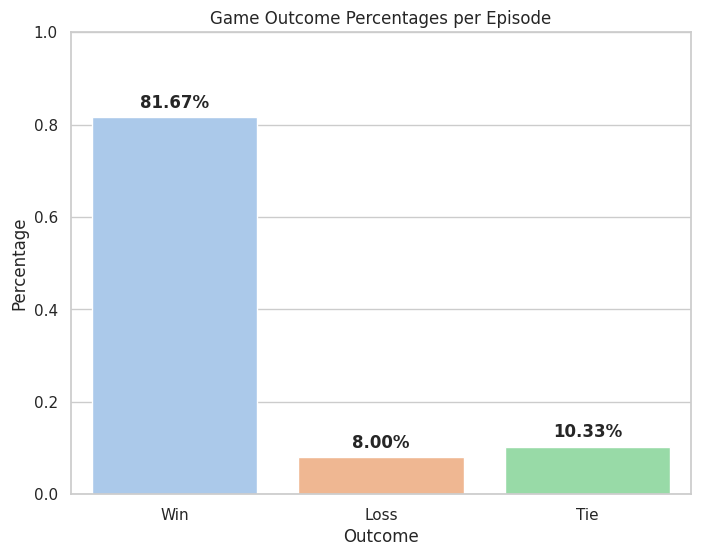 Game Outcome Percentages per Episode
1.0
0.8
0.6
0.4
0.2
0.0
Percentage
81.67%
8.00%
10.33%
Win
Loss
Tie
Outcome